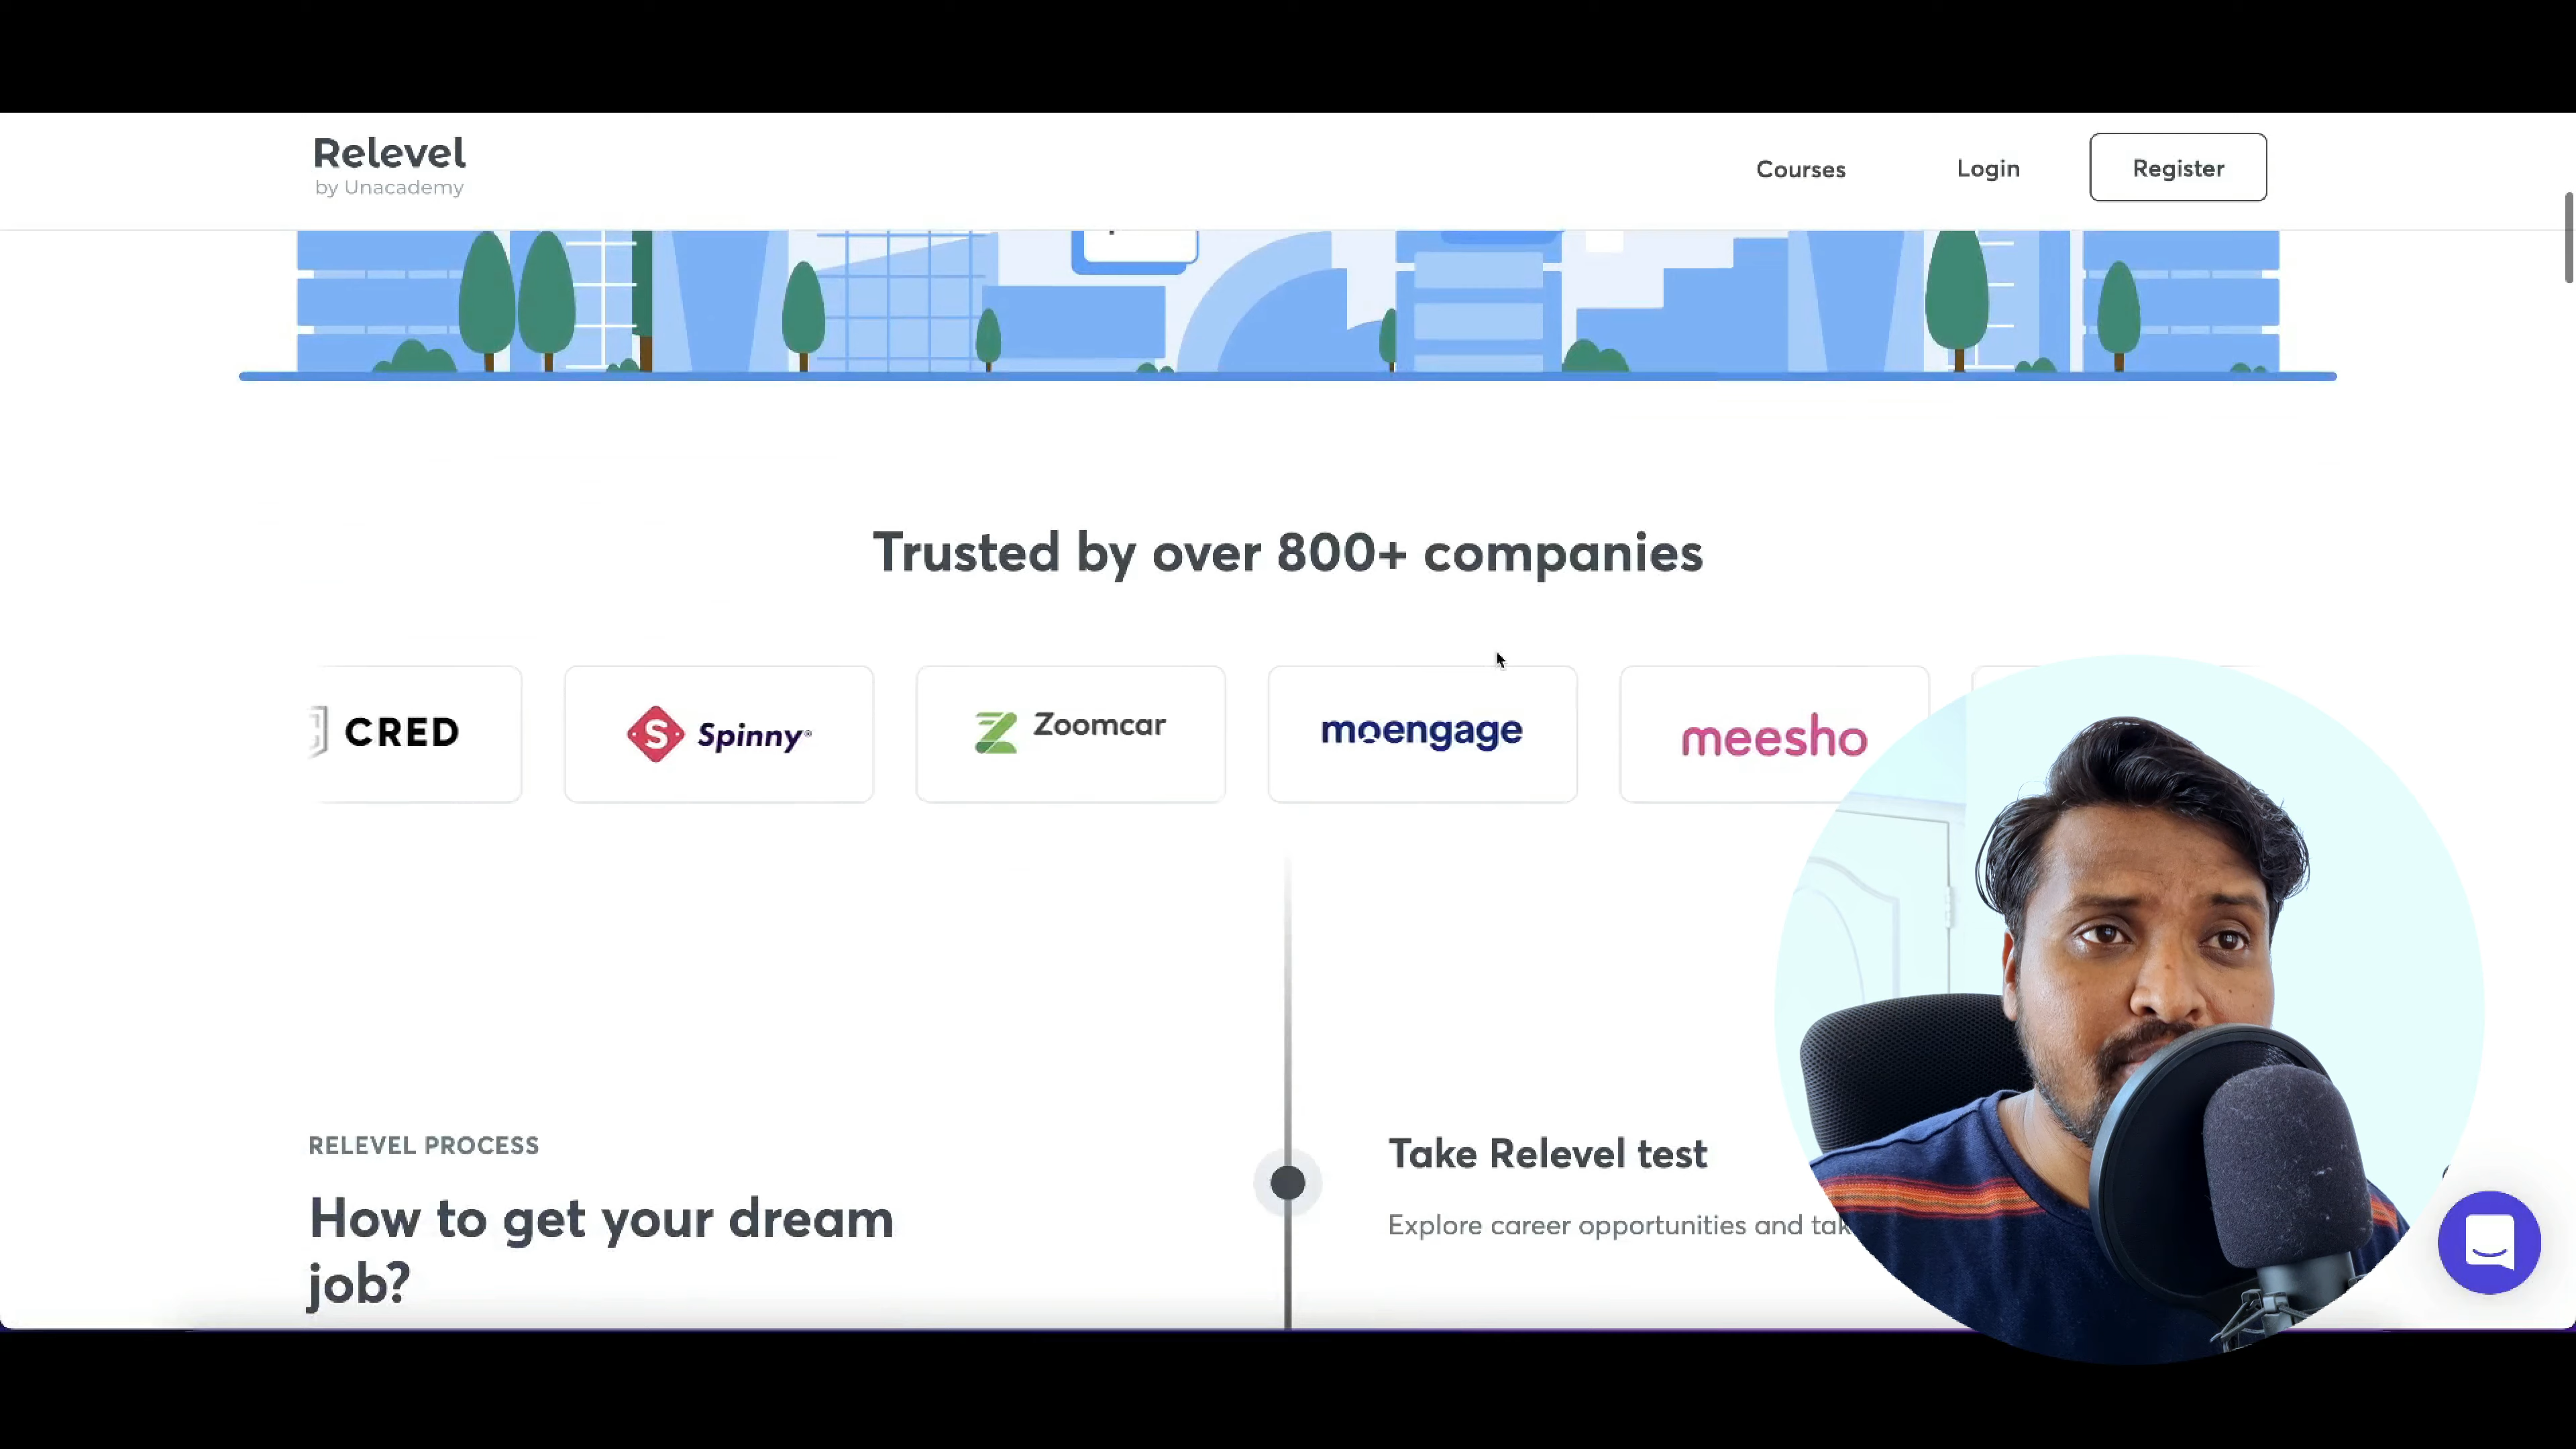 Relevel
by Unacademy
Courses
Login
Register
Trusted by over 800+ companies
CRED
S Spinny®
Zoomcar
moengage
meesho
RELEVEL PROCESS
How to get your dream
job?
Take Relevel test
Explore career opportunities and